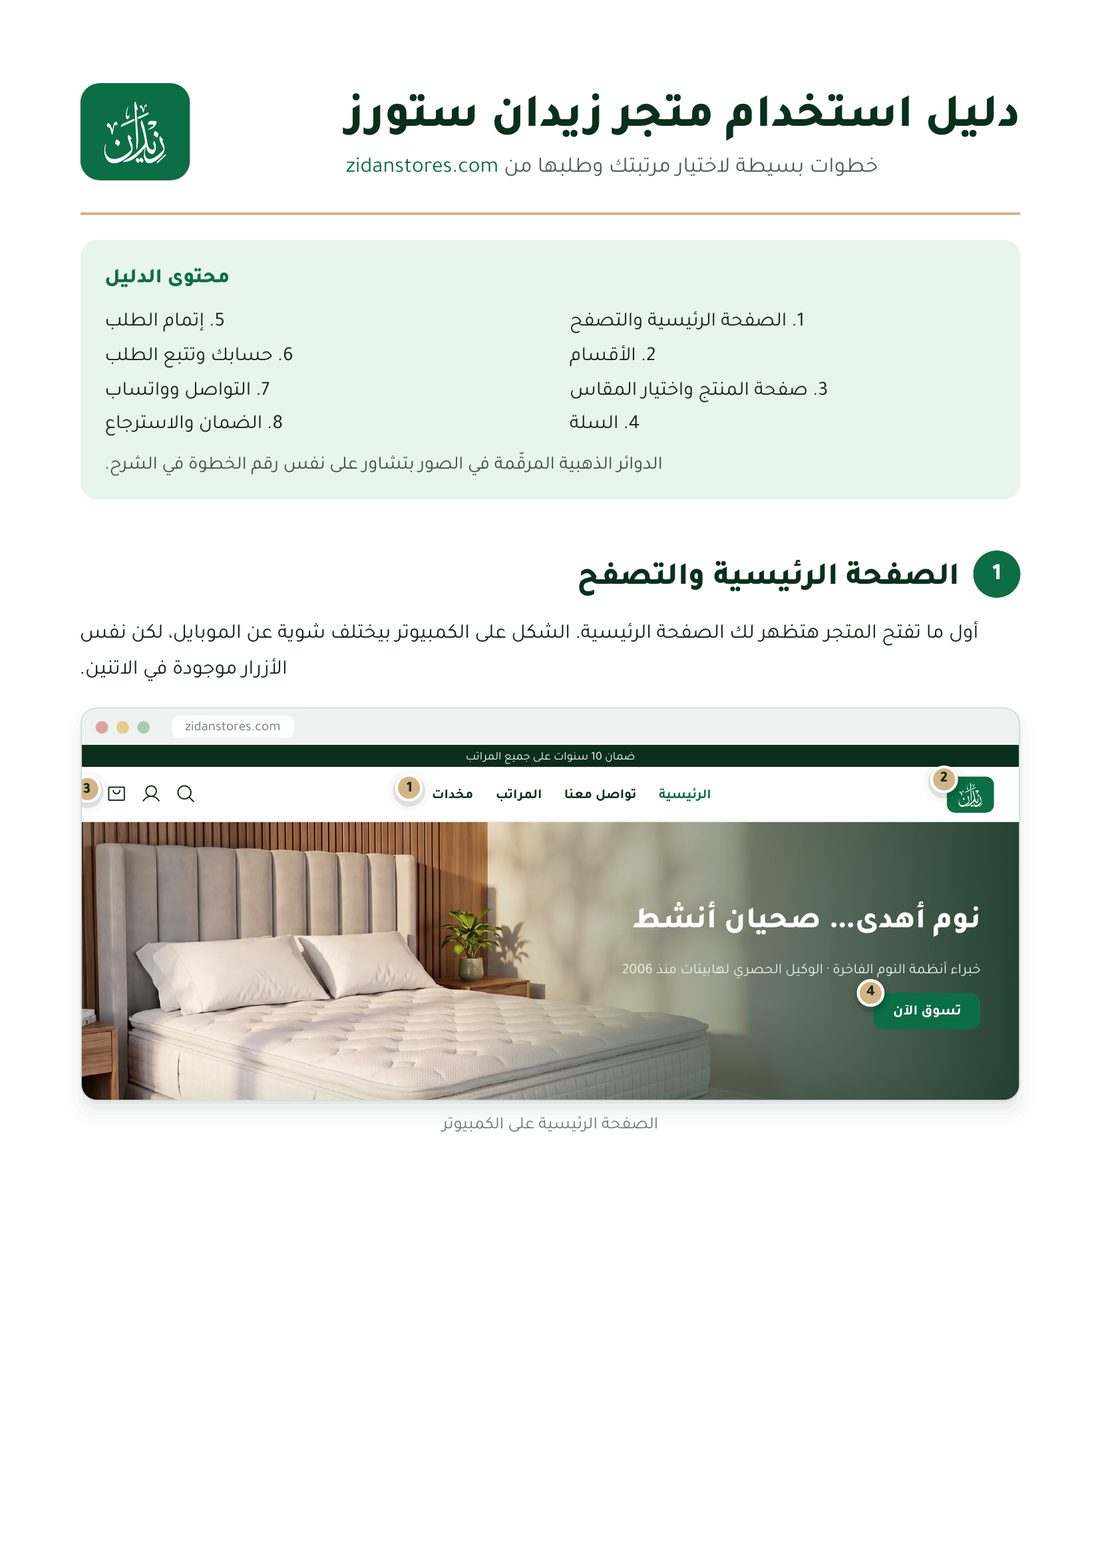 دليل استخدام متجر زيدان ستورز
زيدان
خطوات بسيطة لاختيار مرتبتك وطلبها من zidanstores.com
محتوى الدليل
1. الصفحة الرئيسية والتصفح
2. الأقسام
3. صفحة المنتج واختيار المقاس
4. السلة
5. إتمام الطلب
6. حسابك وتتبع الطلب
7. التواصل وواتساب
8. الضمان والاسترجاع
الدوائر الذهبية المرقّمة في الصور بتشاور على نفس رقم الخطوة في الشرح.
1 الصفحة الرئيسية والتصفح
أول ما تفتح المتجر هتظهر لك الصفحة الرئيسية. الشكل على الكمبيوتر بيختلف شوية عن الموبايل، لكن نفس
الأزرار موجودة في الاتنين.
zidanstores.com
ضمان 10 سنوات على جميع المراتب
زيدان 2 الرئيسية تواصل معنا المراتب مخدات 1 3
نوم أهدى... صحيان أنشط
خبراء أنظمة النوم الفاخرة · الوكيل الحصري لهابيتات منذ 2006
4
تسوق الآن
الصفحة الرئيسية على الكمبيوتر